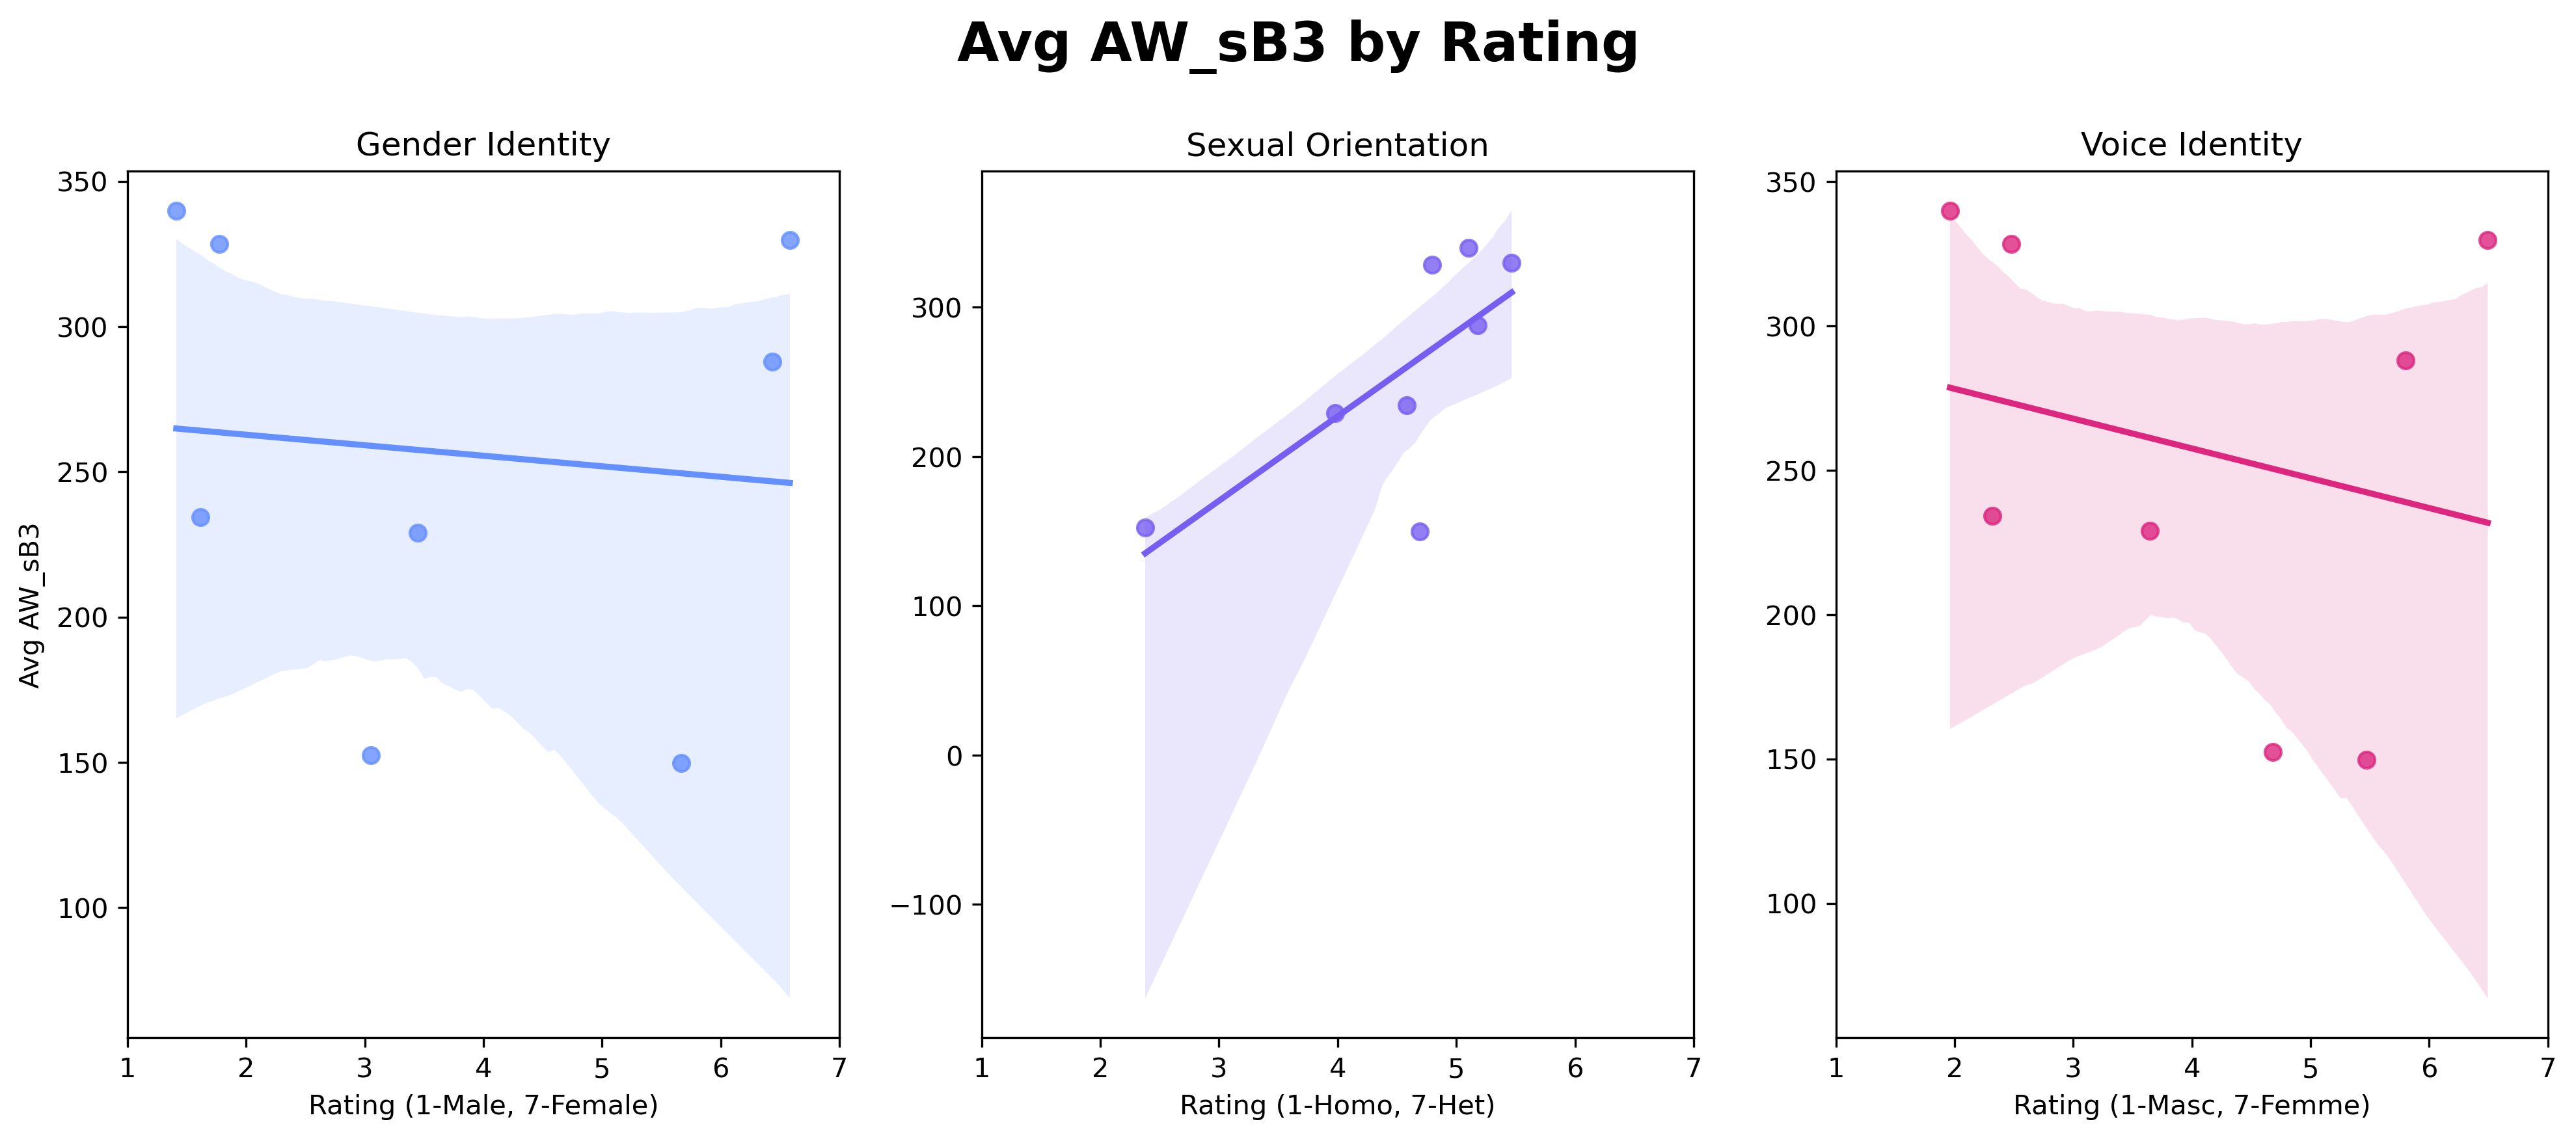 Avg AW_sB3 by Rating
Gender Identity
Sexual Orientation
Voice Identity
Avg AW_sB3
350
300
250
200
150
100
1 2 3 4 5 6 7
Rating (1-Male, 7-Female)
300
200
100
0
−100
1 2 3 4 5 6 7
Rating (1-Homo, 7-Het)
350
300
250
200
150
100
1 2 3 4 5 6 7
Rating (1-Masc, 7-Femme)